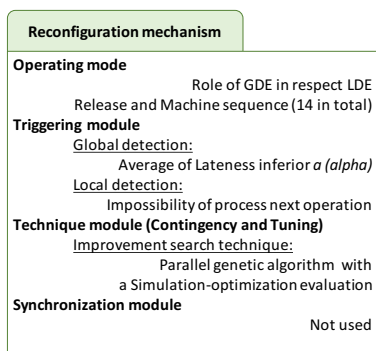 Reconfiguration mechanism
Operating mode
Role of GDE in respect LDE
Release and Machine sequence (14 in total)
Triggering module
Global detection:
Average of Lateness inferior a (alpha)
Local detection:
Impossibility of process next operation
Technique module (Contingency and Tuning)
Improvement search technique:
Parallel genetic algorithm with
a Simulation-optimization evaluation
Synchronization module
Not used